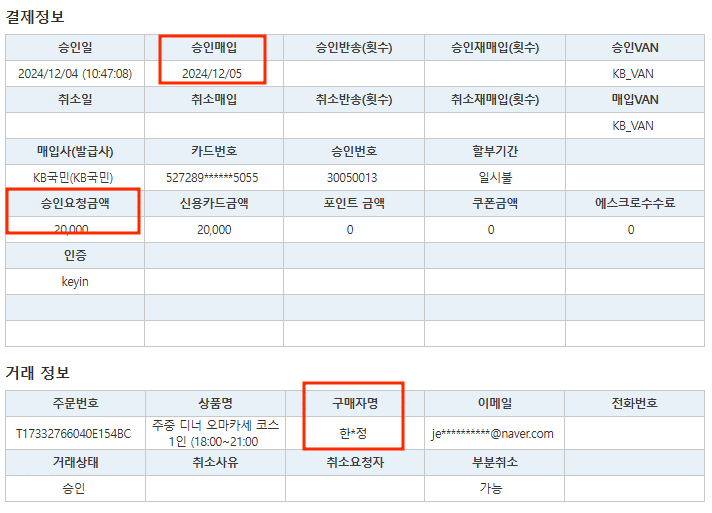 결제정보
승인일 승인매입 승인반송(횟수) 승인재매입(횟수) 승인VAN
2024/12/04 (10:47:08) 2024/12/05 KB_VAN
취소일 취소매입 취소반송(횟수) 취소재매입(횟수) 매입VAN
KB_VAN
매입사(발급사) 카드번호 승인번호 할부기간
KB국민(KB국민) 527289******5055 30050013 일시불
승인요청금액 신용카드금액 포인트 금액 쿠폰금액 에스크로수수료
20,000 20,000 0 0 0
인증
keyin
거래 정보
주문번호 상품명 구매자명 이메일 전화번호
T17332766040E154BC 주중 디너 오마카세 코스 한*정 je**********@naver.com
1인 (18:00~21:00
거래상태 취소사유 취소요청자 부분취소
승인 가능